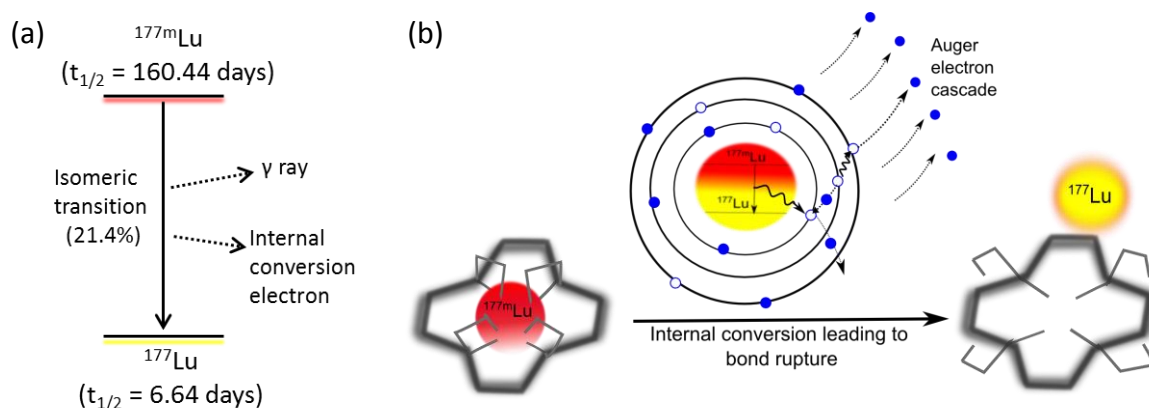 (a)
¹⁷⁷ᵐLu
(t₁/₂ = 160.44 days)
Isomeric
transition
(21.4%)
γ ray
Internal
conversion
electron
¹⁷⁷Lu
(t₁/₂ = 6.64 days)
(b)
Auger
electron
cascade
¹⁷⁷ᵐLu
¹⁷⁷Lu
¹⁷⁷ᵐLu
Internal conversion leading to
bond rupture
¹⁷⁷Lu